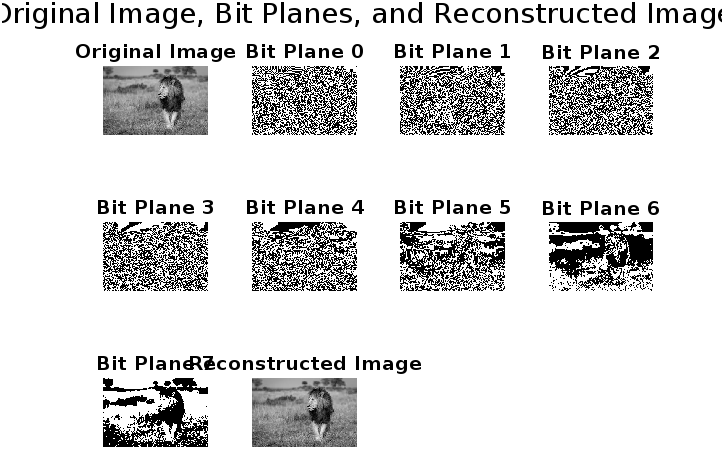 Original Image, Bit Planes, and Reconstructed Image
Original Image Bit Plane 0 Bit Plane 1 Bit Plane 2
Bit Plane 3 Bit Plane 4 Bit Plane 5 Bit Plane 6
Bit Plane 7 Reconstructed Image